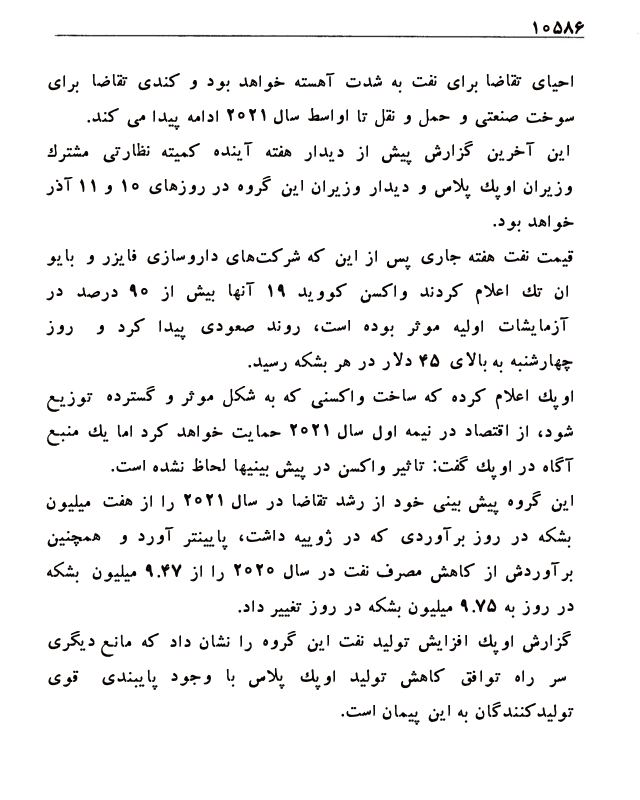 ۱۰۵۸۶
احیای تقاضا برای نفت به شدت آهسته خواهد بود و کندی تقاضا برای
سوخت صنعتی و حمل و نقل تا اواسط سال ۲۰۲۱ ادامه پیدا می کند.
این آخرین گزارش پیش از دیدار هفته آینده کمیته نظارتی مشترك
وزیران اوپك پلاس و دیدار وزیران این گروه در روزهای ۱۰ و ۱۱ آذر
خواهد بود.
قیمت نفت هفته جاری پس از این که شرکت‌های داروسازی فایزر و بایو
ان تك اعلام کردند واکسن کووید ۱۹ آنها بیش از ۹۰ درصد در
آزمایشات اولیه موثر بوده است، روند صعودی پیدا کرد و روز
چهارشنبه به بالای ۴۵ دلار در هر بشکه رسید.
اوپك اعلام کرده که ساخت واکسنی که به شکل موثر و گسترده توزیع
شود، از اقتصاد در نیمه اول سال ۲۰۲۱ حمایت خواهد کرد اما یك منبع
آگاه در اوپك گفت: تاثیر واکسن در پیش بینیها لحاظ نشده است.
این گروه پیش بینی خود از رشد تقاضا در سال ۲۰۲۱ را از هفت میلیون
بشکه در روز برآوردی که در ژوییه داشت، پایینتر آورد و همچنین
برآوردش از کاهش مصرف نفت در سال ۲۰۲۰ را از ۹.۴۷ میلیون بشکه
در روز به ۹.۷۵ میلیون بشکه در روز تغییر داد.
گزارش اوپك افزایش تولید نفت این گروه را نشان داد که مانع دیگری
سر راه توافق کاهش تولید اوپك پلاس با وجود پایبندی قوی
تولیدکنندگان به این پیمان است.